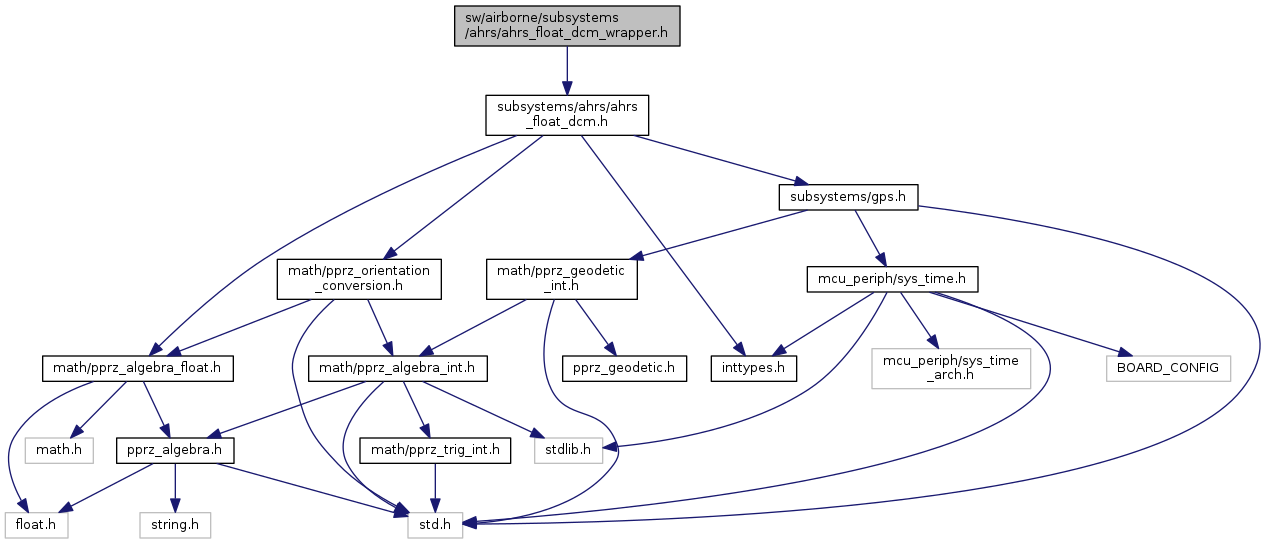 sw/airborne/subsystems
/ahrs/ahrs_float_dcm_wrapper.h
subsystems/ahrs/ahrs
_float_dcm.h
subsystems/gps.h
math/pprz_orientation
_conversion.h
math/pprz_geodetic
_int.h
mcu_periph/sys_time.h
math/pprz_algebra_float.h
math/pprz_algebra_int.h
pprz_geodetic.h
inttypes.h
mcu_periph/sys_time
_arch.h
BOARD_CONFIG
math.h
pprz_algebra.h
math/pprz_trig_int.h
stdlib.h
float.h
string.h
std.h